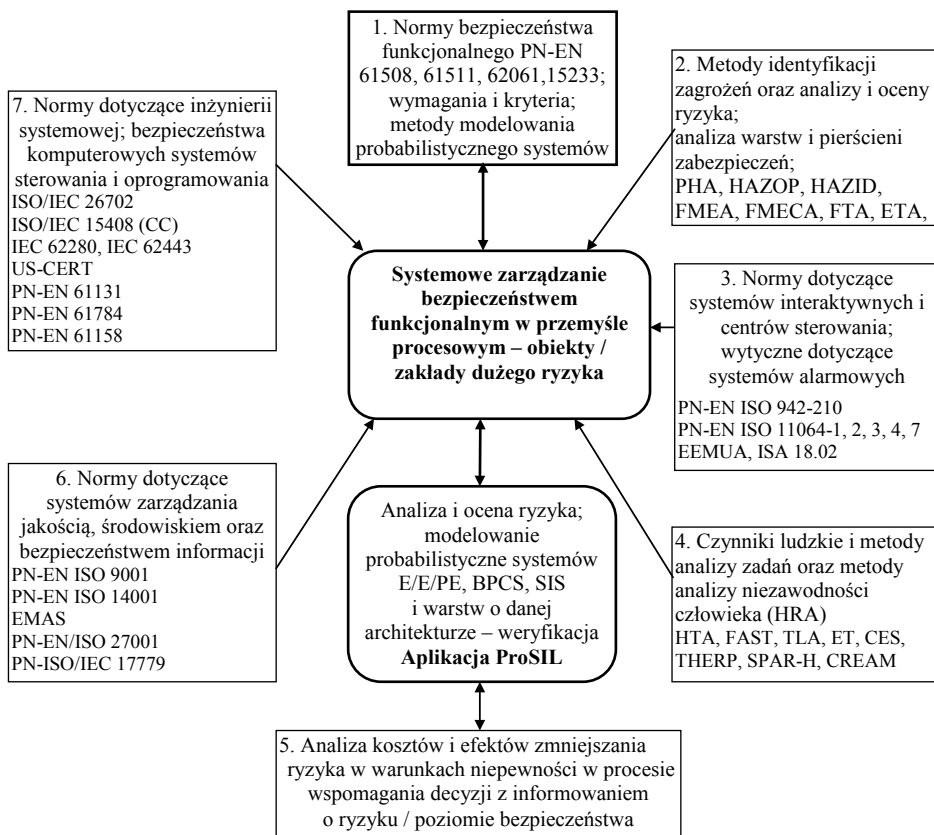 1. Normy bezpieczeństwa
funkcjonalnego PN-EN
61508, 61511, 62061,15233;
wymagania i kryteria;
metody modelowania
probabilistycznego systemów
2. Metody identyfikacji
zagrożeń oraz analizy i oceny
ryzyka;
analiza warstw i pierścieni
zabezpieczeń;
PHA, HAZOP, HAZID,
FMEA, FMECA, FTA, ETA,
7. Normy dotyczące inżynierii
systemowej; bezpieczeństwa
komputerowych systemów
sterowania i oprogramowania
ISO/IEC 26702
ISO/IEC 15408 (CC)
IEC 62280, IEC 62443
US-CERT
PN-EN 61131
PN-EN 61784
PN-EN 61158
Systemowe zarządzanie
bezpieczeństwem
funkcjonalnym w przemyśle
procesowym – obiekty /
zakłady dużego ryzyka
3. Normy dotyczące
systemów interaktywnych i
centrów sterowania;
wytyczne dotyczące
systemów alarmowych
PN-EN ISO 942-210
PN-EN ISO 11064-1, 2, 3, 4, 7
EEMUA, ISA 18.02
6. Normy dotyczące
systemów zarządzania
jakością, środowiskiem oraz
bezpieczeństwem informacji
PN-EN ISO 9001
PN-EN ISO 14001
EMAS
PN-EN/ISO 27001
PN-ISO/IEC 17779
Analiza i ocena ryzyka;
modelowanie
probabilistyczne systemów
E/E/PE, BPCS, SIS
i warstw o danej
architekturze – weryfikacja
Aplikacja ProSIL
4. Czynniki ludzkie i metody
analizy zadań oraz metody
analizy niezawodności
człowieka (HRA)
HTA, FAST, TLA, ET, CES,
THERP, SPAR-H, CREAM
5. Analiza kosztów i efektów zmniejszania
ryzyka w warunkach niepewności w procesie
wspomagania decyzji z informowaniem
o ryzyku / poziomie bezpieczeństwa